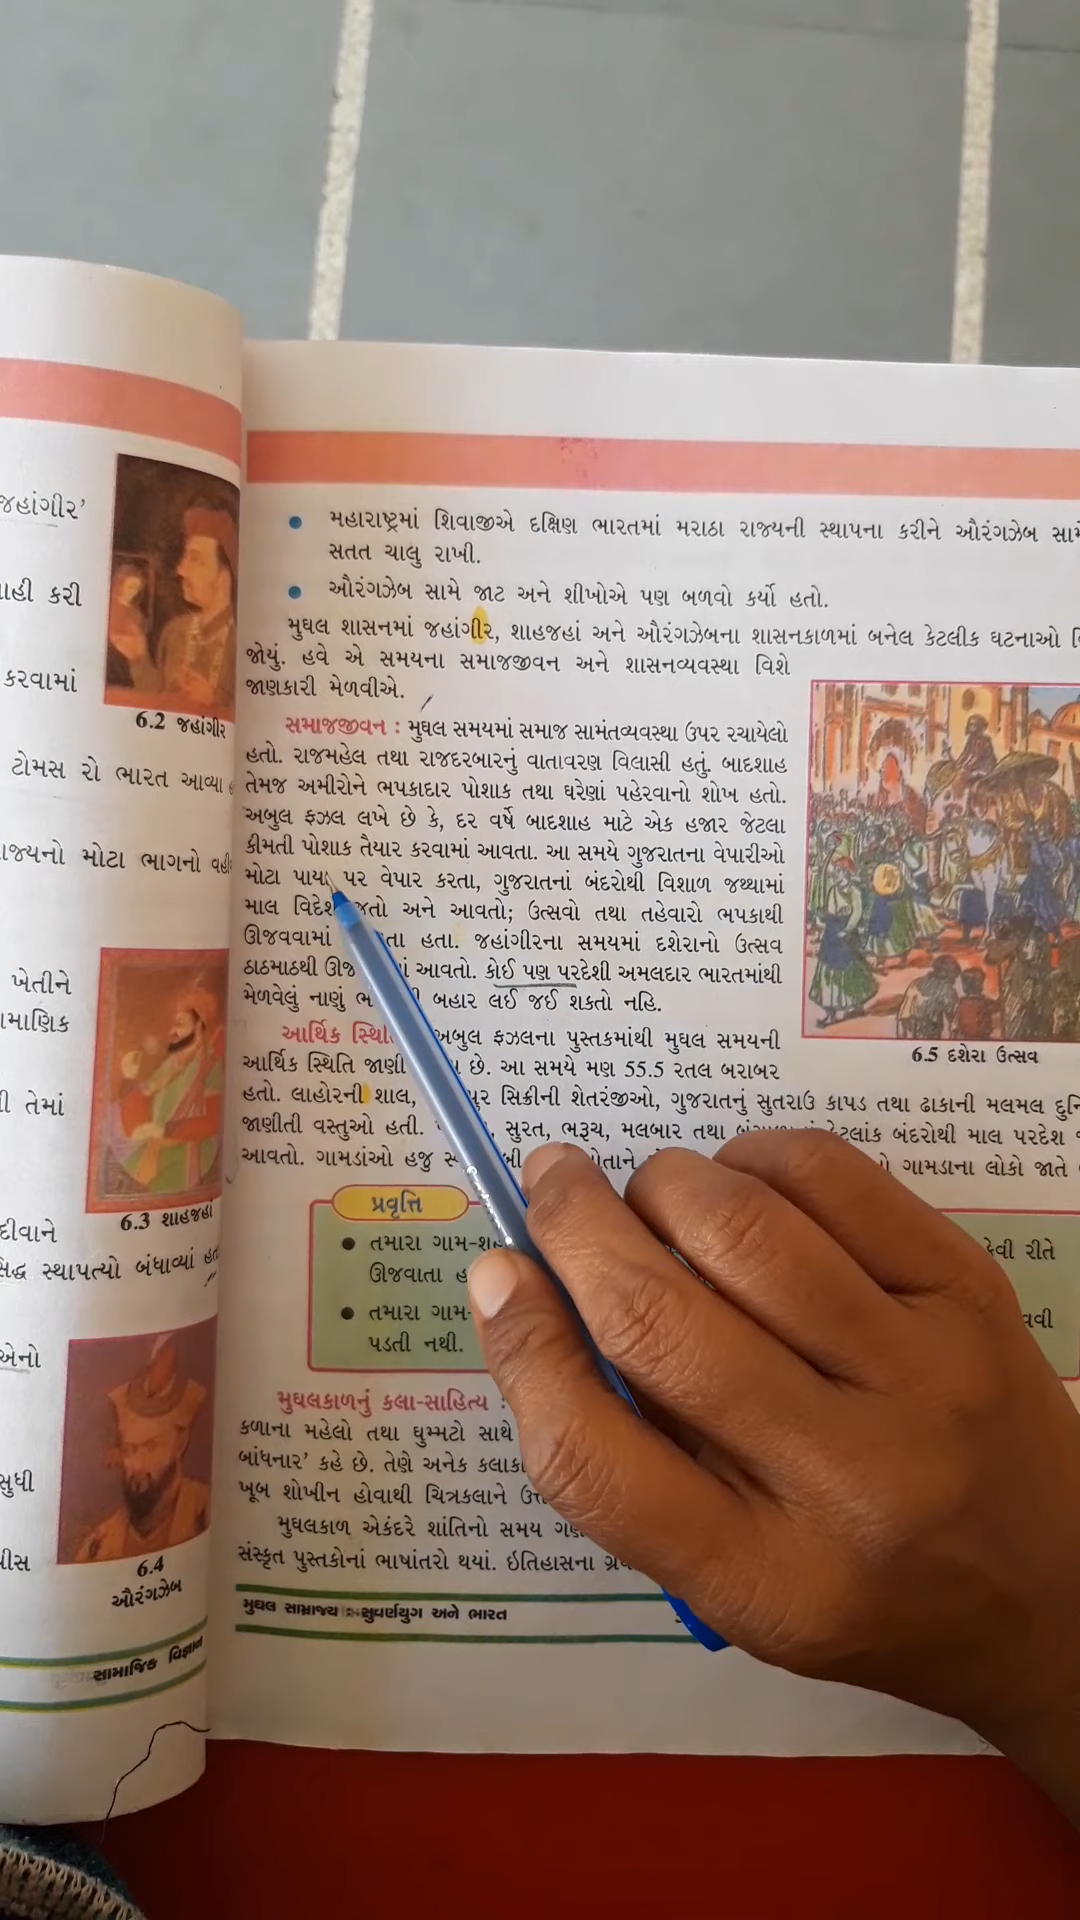 જહાંગીર'
કરી
6.2 જહાંગીર
કરવામાં
ટોમસ રો ભારત આવ્યા
મોટા ભાગનો
ખેતીને
તેમાં
6.3 શાહજહાં
દીવાને
સ્થાપત્યો બંધાવ્યાં
સુધી
6.4
ઔરંગઝેબ
સામાજિક વિજ્ઞાન
મહારાષ્ટ્રમાં શિવાજીએ દક્ષિણ ભારતમાં મરાઠા રાજ્યની સ્થાપના કરીને ઔરંગઝેબ
સતત ચાલુ રાખી.
ઔરંગઝેબ સામે જાટ અને શીખોએ પણ બળવો કર્યો હતો.
મુઘલ શાસનમાં જહાંગીર, શાહજહાં અને ઔરંગઝેબના શાસનકાળમાં બનેલ કેટલીક ઘટનાઓ
જોયું. હવે એ સમયના સમાજજીવન અને શાસનવ્યવસ્થા વિશે
જાણકારી મેળવીએ.
સમાજજીવન : મુઘલ સમયમાં સમાજ સામંતવ્યવસ્થા ઉપર રચાયેલો
હતો. રાજમહેલ તથા રાજદરબારનું વાતાવરણ વિલાસી હતું. બાદશાહ
તેમજ અમીરોને ભપકાદાર પોશાક તથા ઘરેણાં પહેરવાનો શોખ હતો.
અબુલ ફઝલ લખે છે કે, દર વર્ષે બાદશાહ માટે એક હજાર જેટલા
કીમતી પોશાક તૈયાર કરવામાં આવતા. આ સમયે ગુજરાતના વેપારીઓ
મોટા પાયા પર વેપાર કરતા, ગુજરાતનાં બંદરોથી વિશાળ જથ્થામાં
માલ જતો અને આવતો; ઉત્સવો તથા તહેવારો ભપકાથી
ઊજવવામાં હતા. જહાંગીરના સમયમાં દશેરાનો ઉત્સવ
ઠાઠમાઠથી આવતો. કોઈ પણ પરદેશી અમલદાર ભારતમાંથી
મેળવેલું નાણું બહાર લઈ જઈ શકતો નહિ.
6.5 દશેરા ઉત્સવ
આર્થિક અબુલ ફઝલના પુસ્તકમાંથી મુઘલ સમયની
આર્થિક સ્થિતિ જાણી છે. આ સમયે મણ 55.5 રતલ બરાબર
હતો. લાહોરની શાલ, સિક્રીની શેતરંજીઓ, ગુજરાતનું સુતરાઉ કાપડ તથા ઢાકાની મલમલ
જાણીતી વસ્તુઓ હતી. સુરત, ભરૂચ, મલબાર તથા કેટલાંક બંદરોથી માલ પરદેશ
આવતો. ગામડાંઓ હજુ ગામડાના લોકો જાતે
પ્રવૃત્તિ
તમારા કેવી રીતે
ઊજવાતા
તમારા ગામ-
પડતી નથી.
મુઘલકાળનું કલા-સાહિત્ય :
કળાના મહેલો તથા ઘુમ્મટો સાથે
બાંધનાર' કહે છે. તેણે અનેક
ખૂબ શોખીન હોવાથી ચિત્રકલાને
મુઘલકાળ એકંદરે શાંતિનો સમય
સંસ્કૃત પુસ્તકોનાં ભાષાંતરો થયાં. ઇતિહાસના
મુઘલ સામ્રાજ્ય : સુવર્ણયુગ અને ભારત